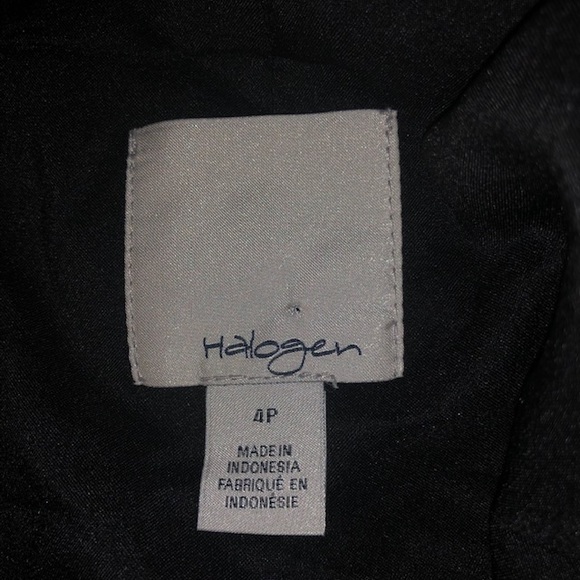 Halogen
4P
MADE IN
INDONESIA
FABRIQUÉ EN
INDONÉSIE